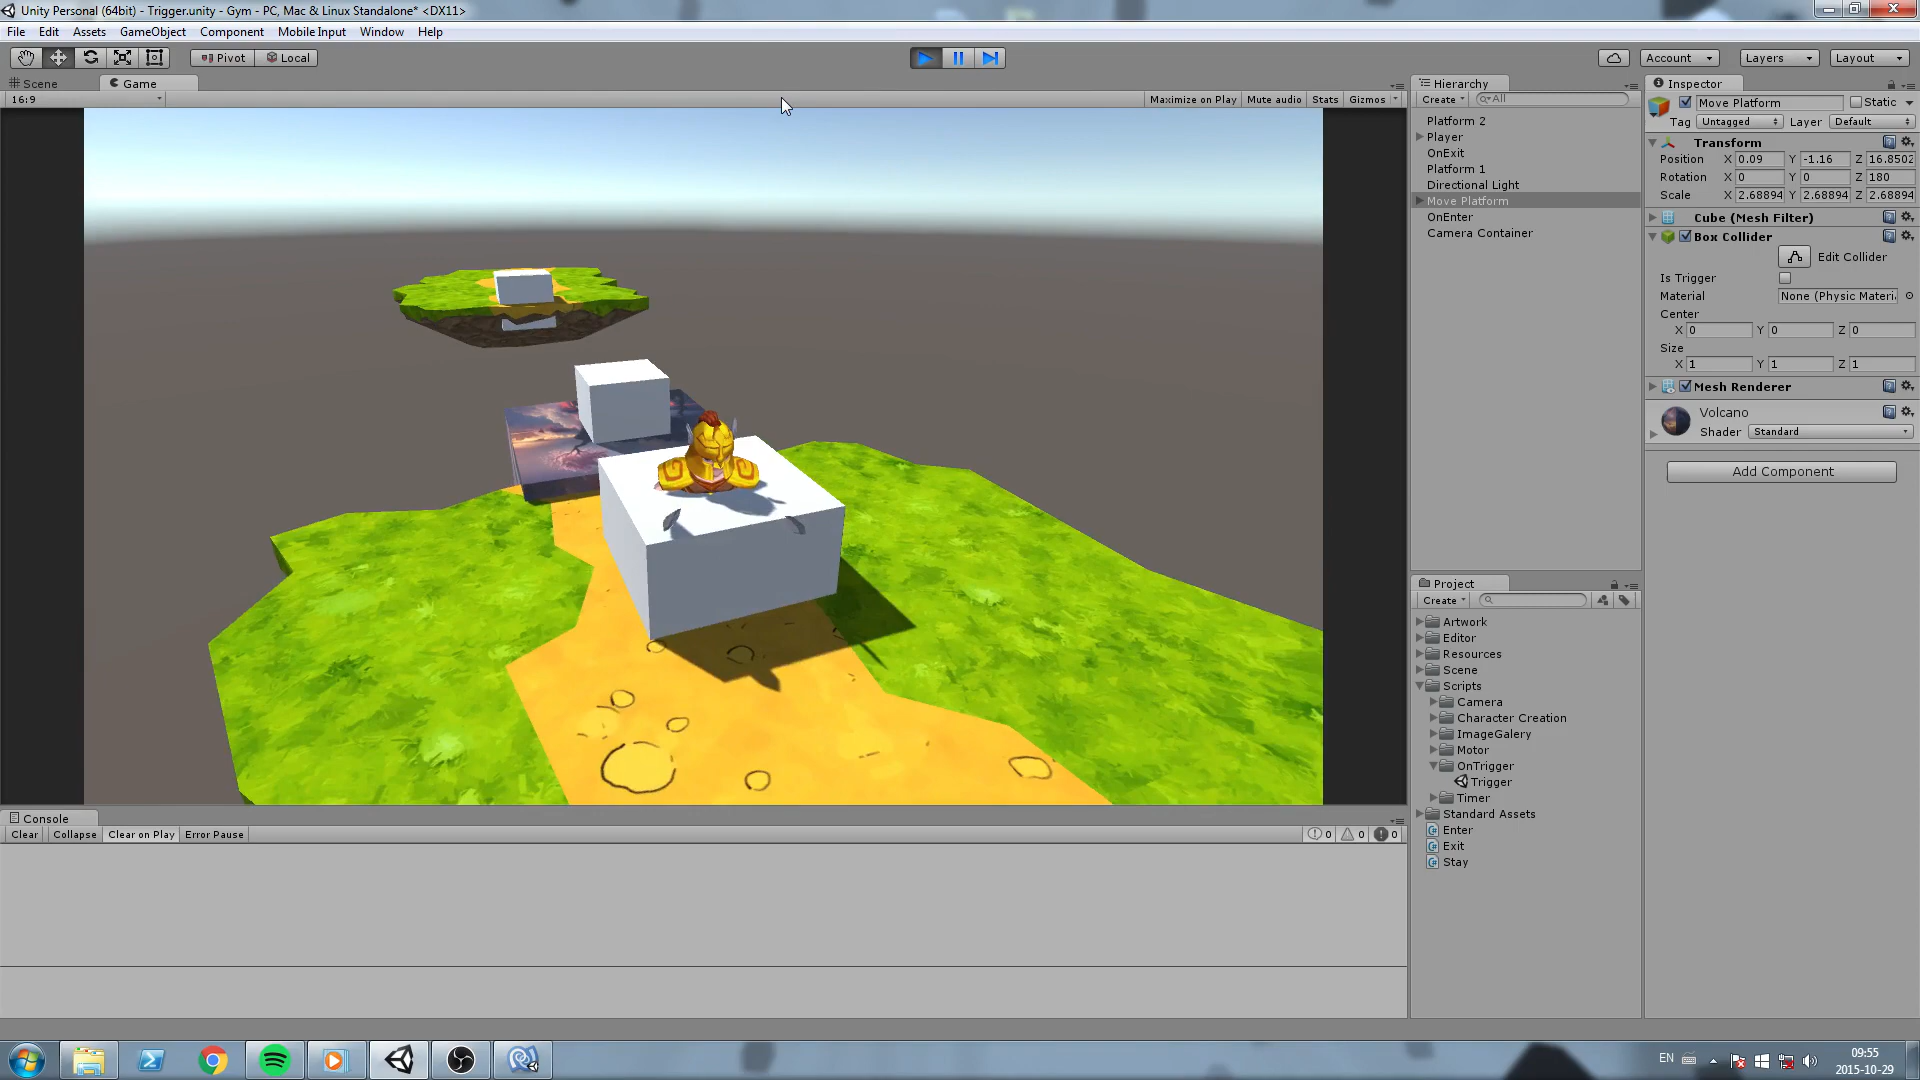 Unity Personal (64bit) - Trigger.unity - Gym - PC, Mac & Linux Standalone* <DX11>
File Edit Assets GameObject Component Mobile Input Window Help
Pivot Local Account Layers Layout
Scene Game
16:9 Maximize on Play Mute audio Stats Gizmos
Hierarchy
Create All
Platform 2
Player
OnExit
Platform 1
Directional Light
Move Platform
OnEnter
Camera Container
Project
Create
Artwork
Editor
Resources
Scene
Scripts
Camera
Character Creation
ImageGalery
Motor
OnTrigger
Trigger
Timer
Standard Assets
Enter
Exit
Stay
Inspector
Move Platform Static
Tag Untagged Layer Default
Transform
Position X 0.09 Y -1.16 Z 16.8502
Rotation X 0 Y 0 Z 180
Scale X 2.68894 Y 2.68894 Z 2.68894
Cube (Mesh Filter)
Box Collider
Edit Collider
Is Trigger
Material None (Physic Materi
Center
X 0 Y 0 Z 0
Size
X 1 Y 1 Z 1
Mesh Renderer
Volcano
Shader Standard
Add Component
Console
Clear Collapse Clear on Play Error Pause 0 0 0
EN 09:55
2015-10-29